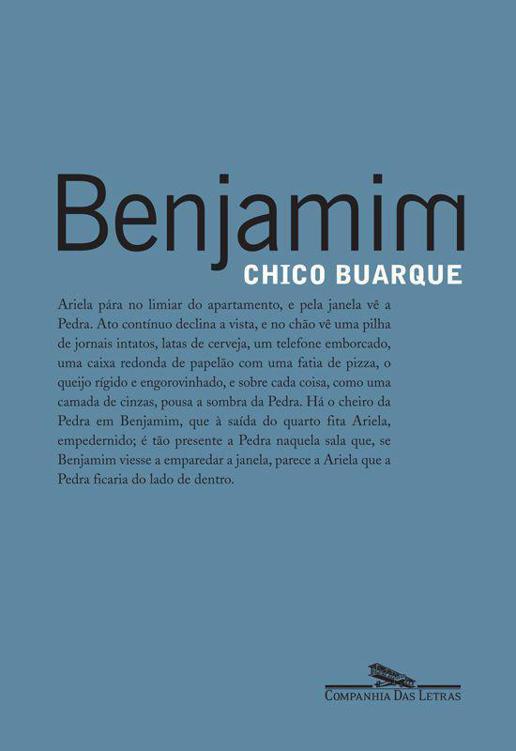 Benjamim
CHICO BUARQUE
Ariela pára no limiar do apartamento, e pela janela vê a
Pedra. Ato contínuo declina a vista, e no chão vê uma pilha
de jornais intatos, latas de cerveja, um telefone emborcado,
uma caixa redonda de papelão com uma fatia de pizza, o
queijo rígido e engorovinhado, e sobre cada coisa, como uma
camada de cinzas, pousa a sombra da Pedra. Há o cheiro da
Pedra em Benjamim, que à saída do quarto fita Ariela,
empedernido; é tão presente a Pedra naquela sala que, se
Benjamim viesse a emparedar a janela, parece a Ariela que a
Pedra ficaria do lado de dentro.
COMPANHIA DAS LETRAS